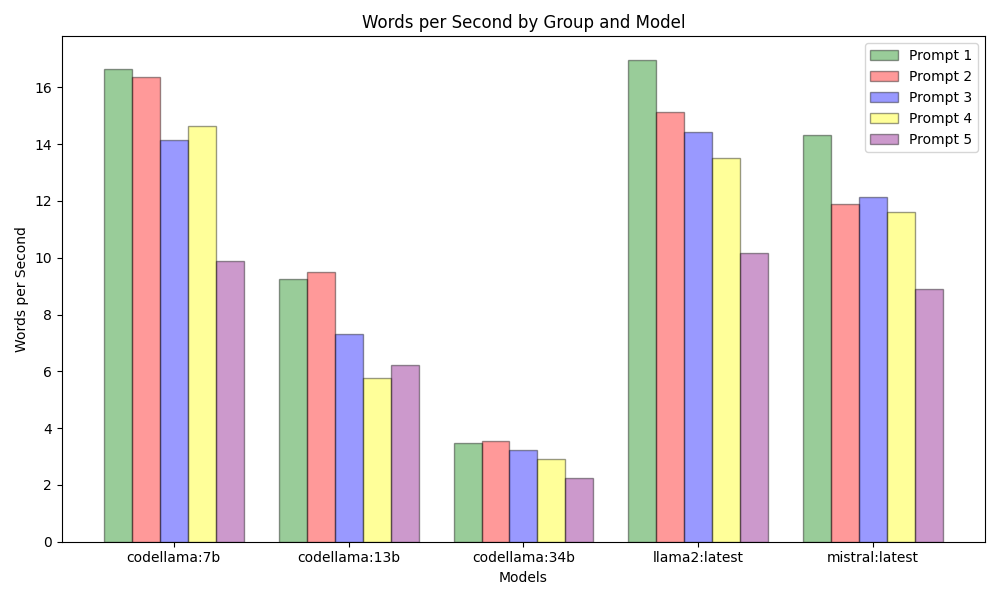 Words per Second by Group and Model
Prompt 1
Prompt 2
Prompt 3
Prompt 4
Prompt 5
Words per Second
16
14
12
10
8
6
4
2
0
codellama:7b
codellama:13b
codellama:34b
llama2:latest
mistral:latest
Models